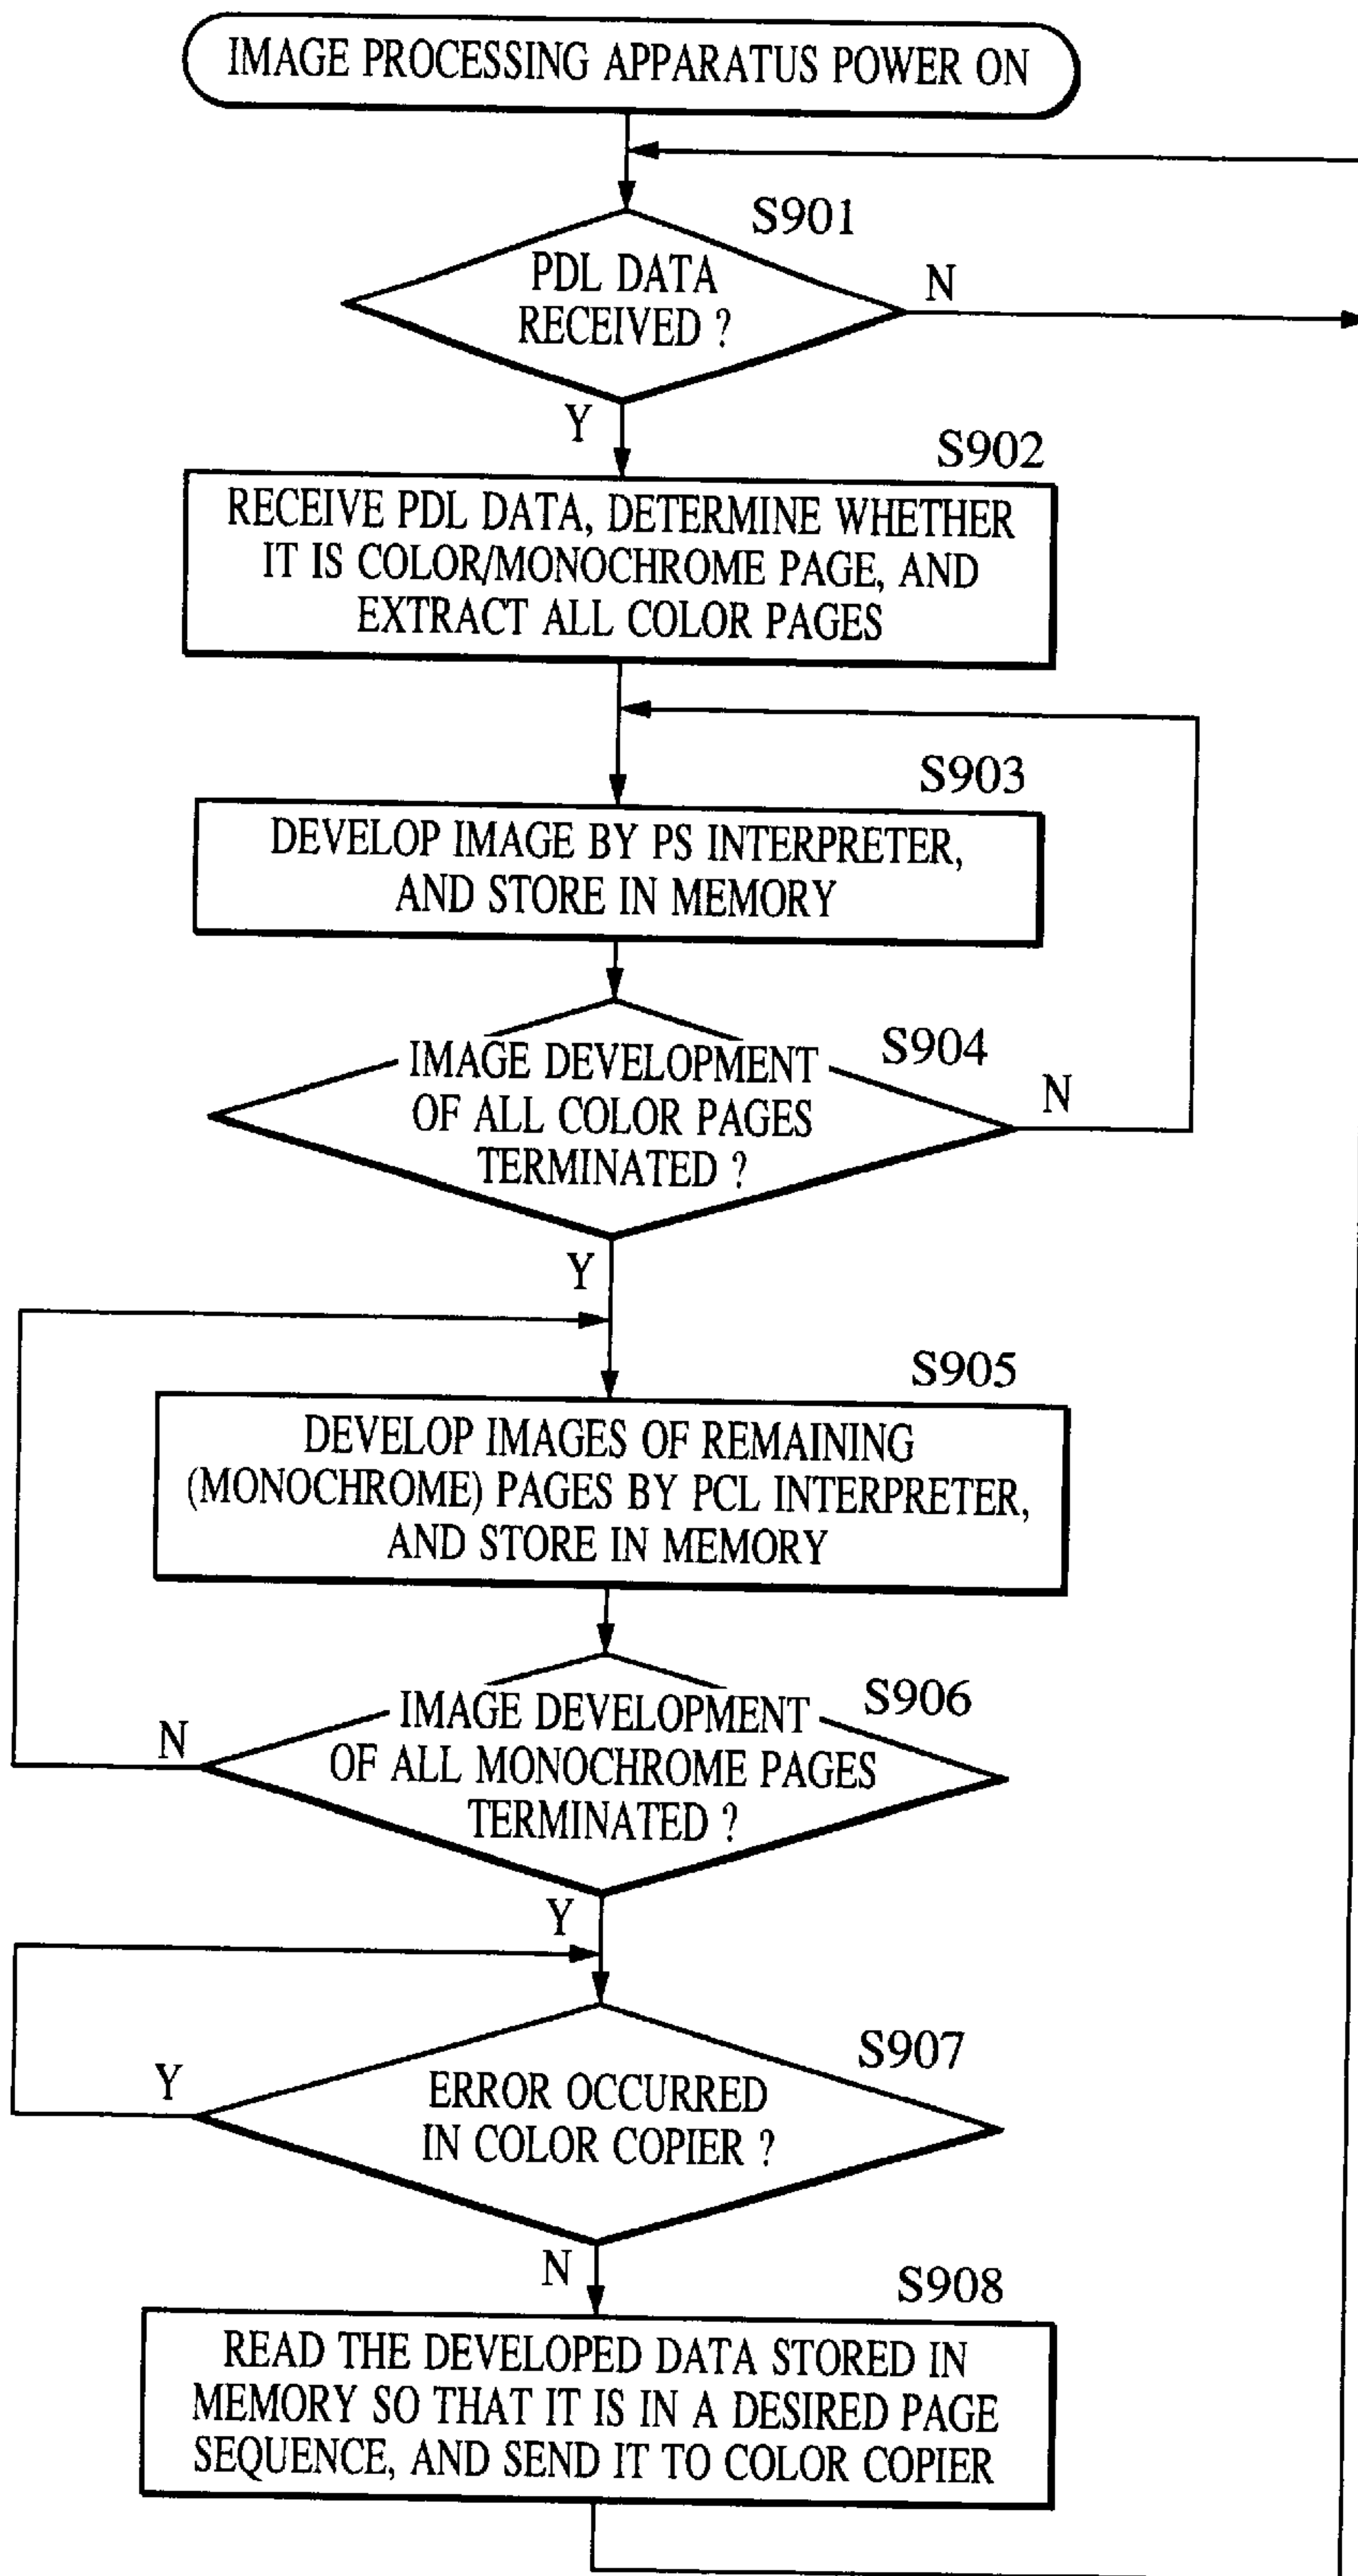 IMAGE PROCESSING APPARATUS POWER ON
S901
PDL DATA
RECEIVED ?
N
Y
S902
RECEIVE PDL DATA, DETERMINE WHETHER
IT IS COLOR/MONOCHROME PAGE, AND
EXTRACT ALL COLOR PAGES
S903
DEVELOP IMAGE BY PS INTERPRETER,
AND STORE IN MEMORY
S904
IMAGE DEVELOPMENT
OF ALL COLOR PAGES
TERMINATED ?
N
Y
S905
DEVELOP IMAGES OF REMAINING
(MONOCHROME) PAGES BY PCL INTERPRETER,
AND STORE IN MEMORY
S906
IMAGE DEVELOPMENT
OF ALL MONOCHROME PAGES
TERMINATED ?
N
Y
S907
ERROR OCCURRED
IN COLOR COPIER ?
Y
N
S908
READ THE DEVELOPED DATA STORED IN
MEMORY SO THAT IT IS IN A DESIRED PAGE
SEQUENCE, AND SEND IT TO COLOR COPIER